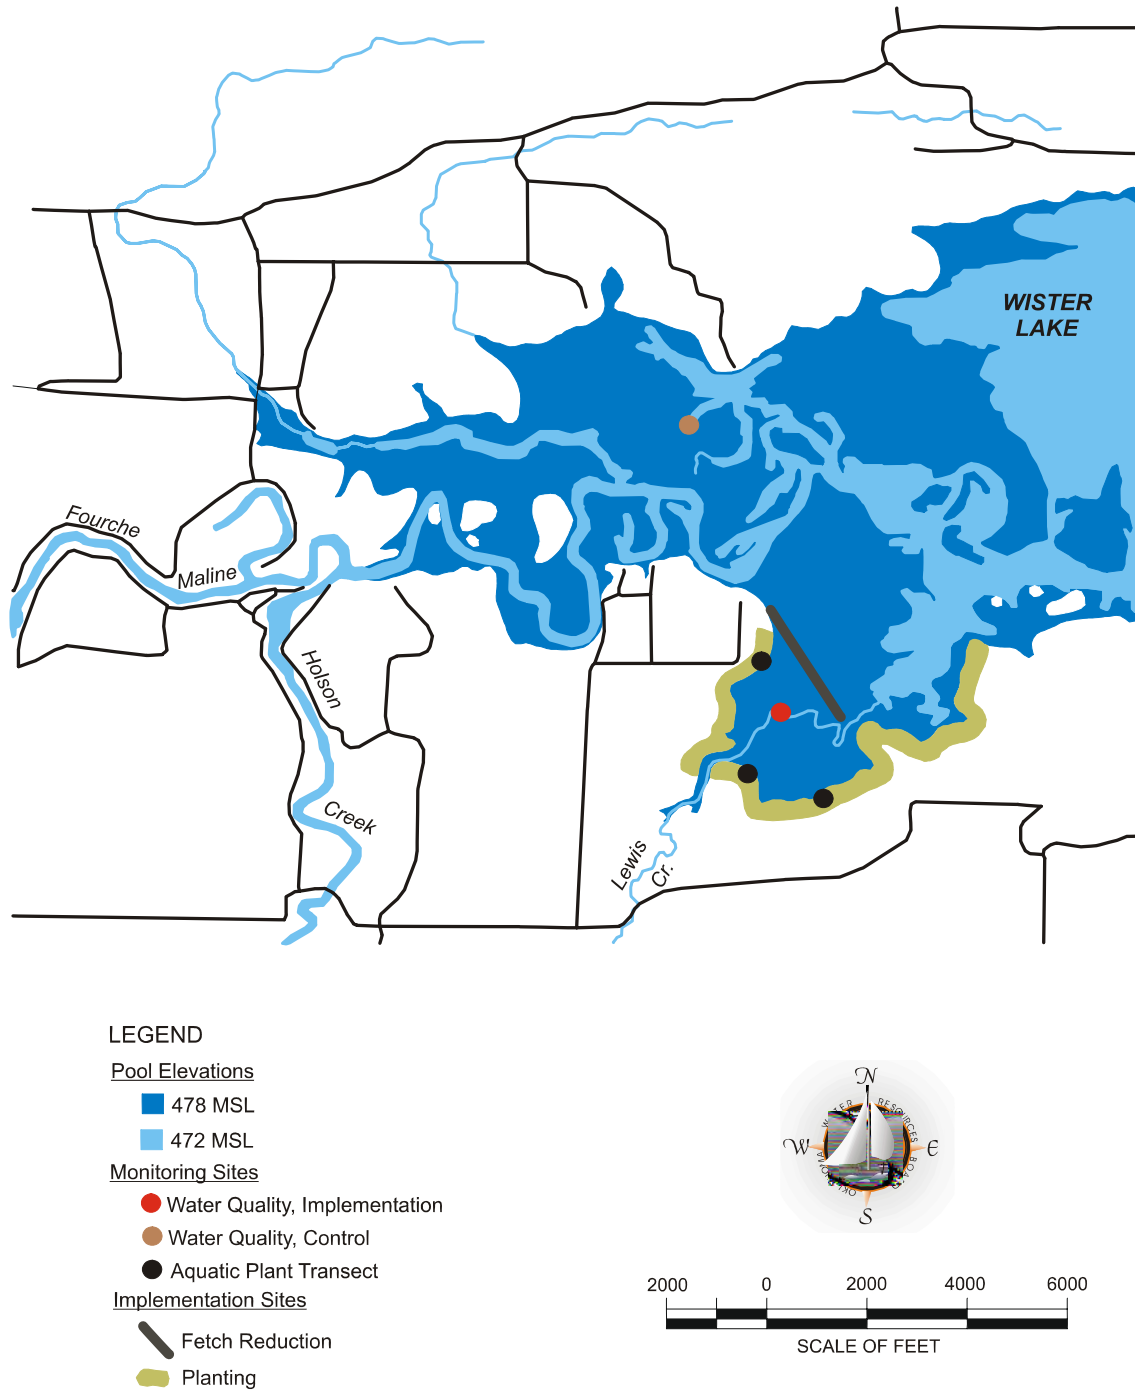 WISTER
LAKE
Fourche
Maline
Holson
Creek
Lewis
Cr.
LEGEND
Pool Elevations
478 MSL
472 MSL
Monitoring Sites
Water Quality, Implementation
Water Quality, Control
Aquatic Plant Transect
Implementation Sites
Fetch Reduction
Planting
N
W
E
S
WATER RESOURCES
2000 0 2000 4000 6000
SCALE OF FEET